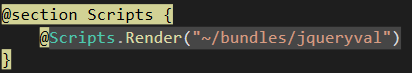 @section Scripts {
@Scripts.Render("~/bundles/jqueryval")
}